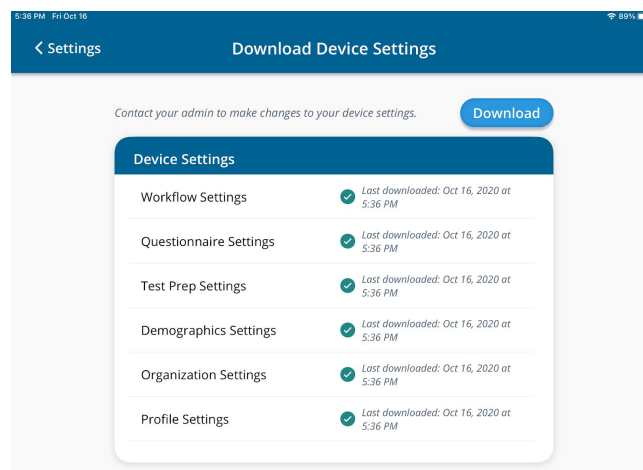 5:36 PM Fri Oct 16
89%
Settings
Download Device Settings
Contact your admin to make changes to your device settings.
Download
Device Settings
Workflow Settings
Last downloaded: Oct 16, 2020 at
5:36 PM
Questionnaire Settings
Last downloaded: Oct 16, 2020 at
5:36 PM
Test Prep Settings
Last downloaded: Oct 16, 2020 at
5:36 PM
Demographics Settings
Last downloaded: Oct 16, 2020 at
5:36 PM
Organization Settings
Last downloaded: Oct 16, 2020 at
5:36 PM
Profile Settings
Last downloaded: Oct 16, 2020 at
5:36 PM